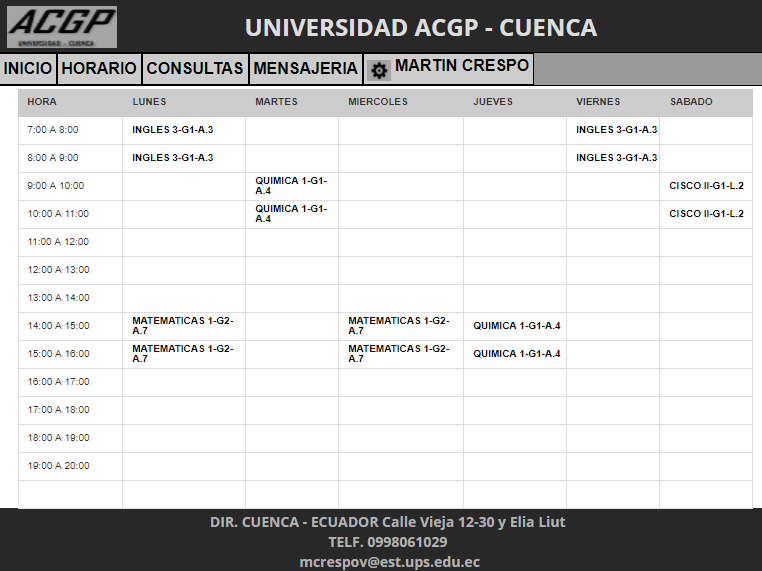 ACGP
UNIVERSIDAD - CUENCA
UNIVERSIDAD ACGP - CUENCA
INICIO HORARIO CONSULTAS MENSAJERIA MARTIN CRESPO
HORA LUNES MARTES MIERCOLES JUEVES VIERNES SABADO
7:00 A 8:00 INGLES 3-G1-A.3 INGLES 3-G1-A.3
8:00 A 9:00 INGLES 3-G1-A.3 INGLES 3-G1-A.3
9:00 A 10:00 QUIMICA 1-G1-A.4 CISCO II-G1-L.2
10:00 A 11:00 QUIMICA 1-G1-A.4 CISCO II-G1-L.2
11:00 A 12:00
12:00 A 13:00
13:00 A 14:00
14:00 A 15:00 MATEMATICAS 1-G2-A.7 MATEMATICAS 1-G2-A.7 QUIMICA 1-G1-A.4
15:00 A 16:00 MATEMATICAS 1-G2-A.7 MATEMATICAS 1-G2-A.7 QUIMICA 1-G1-A.4
16:00 A 17:00
17:00 A 18:00
18:00 A 19:00
19:00 A 20:00
DIR. CUENCA - ECUADOR Calle Vieja 12-30 y Elia Liut
TELF. 0998061029
mcrespov@est.ups.edu.ec